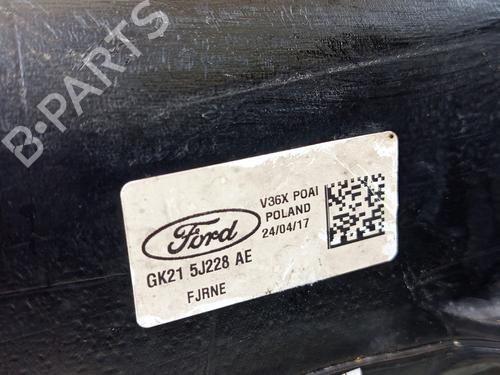 B-PARTS
Ford
V36X POAI
POLAND
24/04/17
GK21 5J228 AE
FJRNE